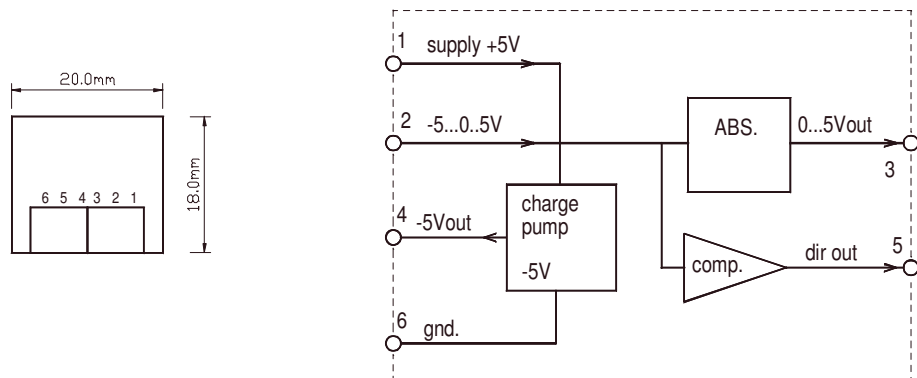 20.0mm
18.0mm
6 5 4 3 2 1
1 supply +5V
2 -5...0..5V
ABS.
0...5Vout
3
charge
pump
-5V
4 -5Vout
comp.
dir out
5
6 gnd.